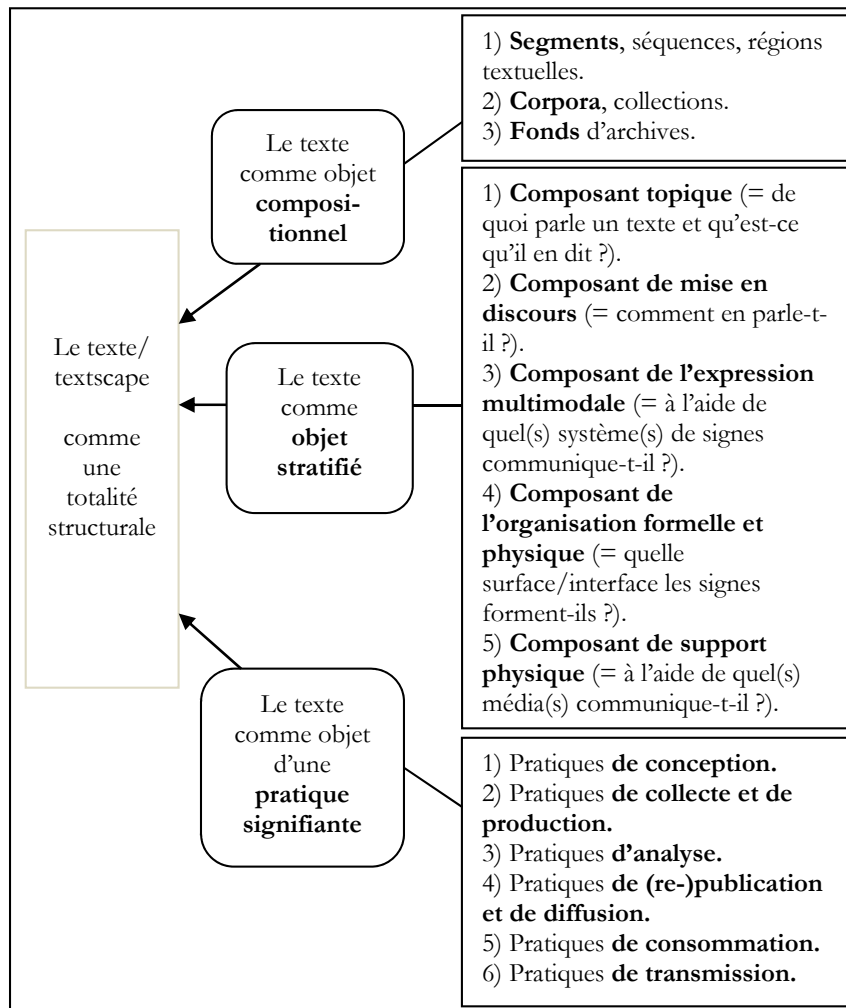 Le texte/
textscape
comme
une
totalité
structurale
Le texte
comme objet
composi-
tionnel
1) Segments, séquences, régions
textuelles.
2) Corpora, collections.
3) Fonds d’archives.
Le texte
comme
objet
stratifié
1) Composant topique (= de
quoi parle un texte et qu’est-ce
qu’il en dit ?).
2) Composant de mise en
discours (= comment en parle-t-
il ?).
3) Composant de l’expression
multimodale (= à l’aide de
quel(s) système(s) de signes
communique-t-il ?).
4) Composant de
l’organisation formelle et
physique (= quelle
surface/interface les signes
forment-ils ?).
5) Composant de support
physique (= à l’aide de quel(s)
média(s) communique-t-il ?).
Le texte
comme objet
d’une
pratique
signifiante
1) Pratiques de conception.
2) Pratiques de collecte et de
production.
3) Pratiques d’analyse.
4) Pratiques de (re-)publication
et de diffusion.
5) Pratiques de consommation.
6) Pratiques de transmission.